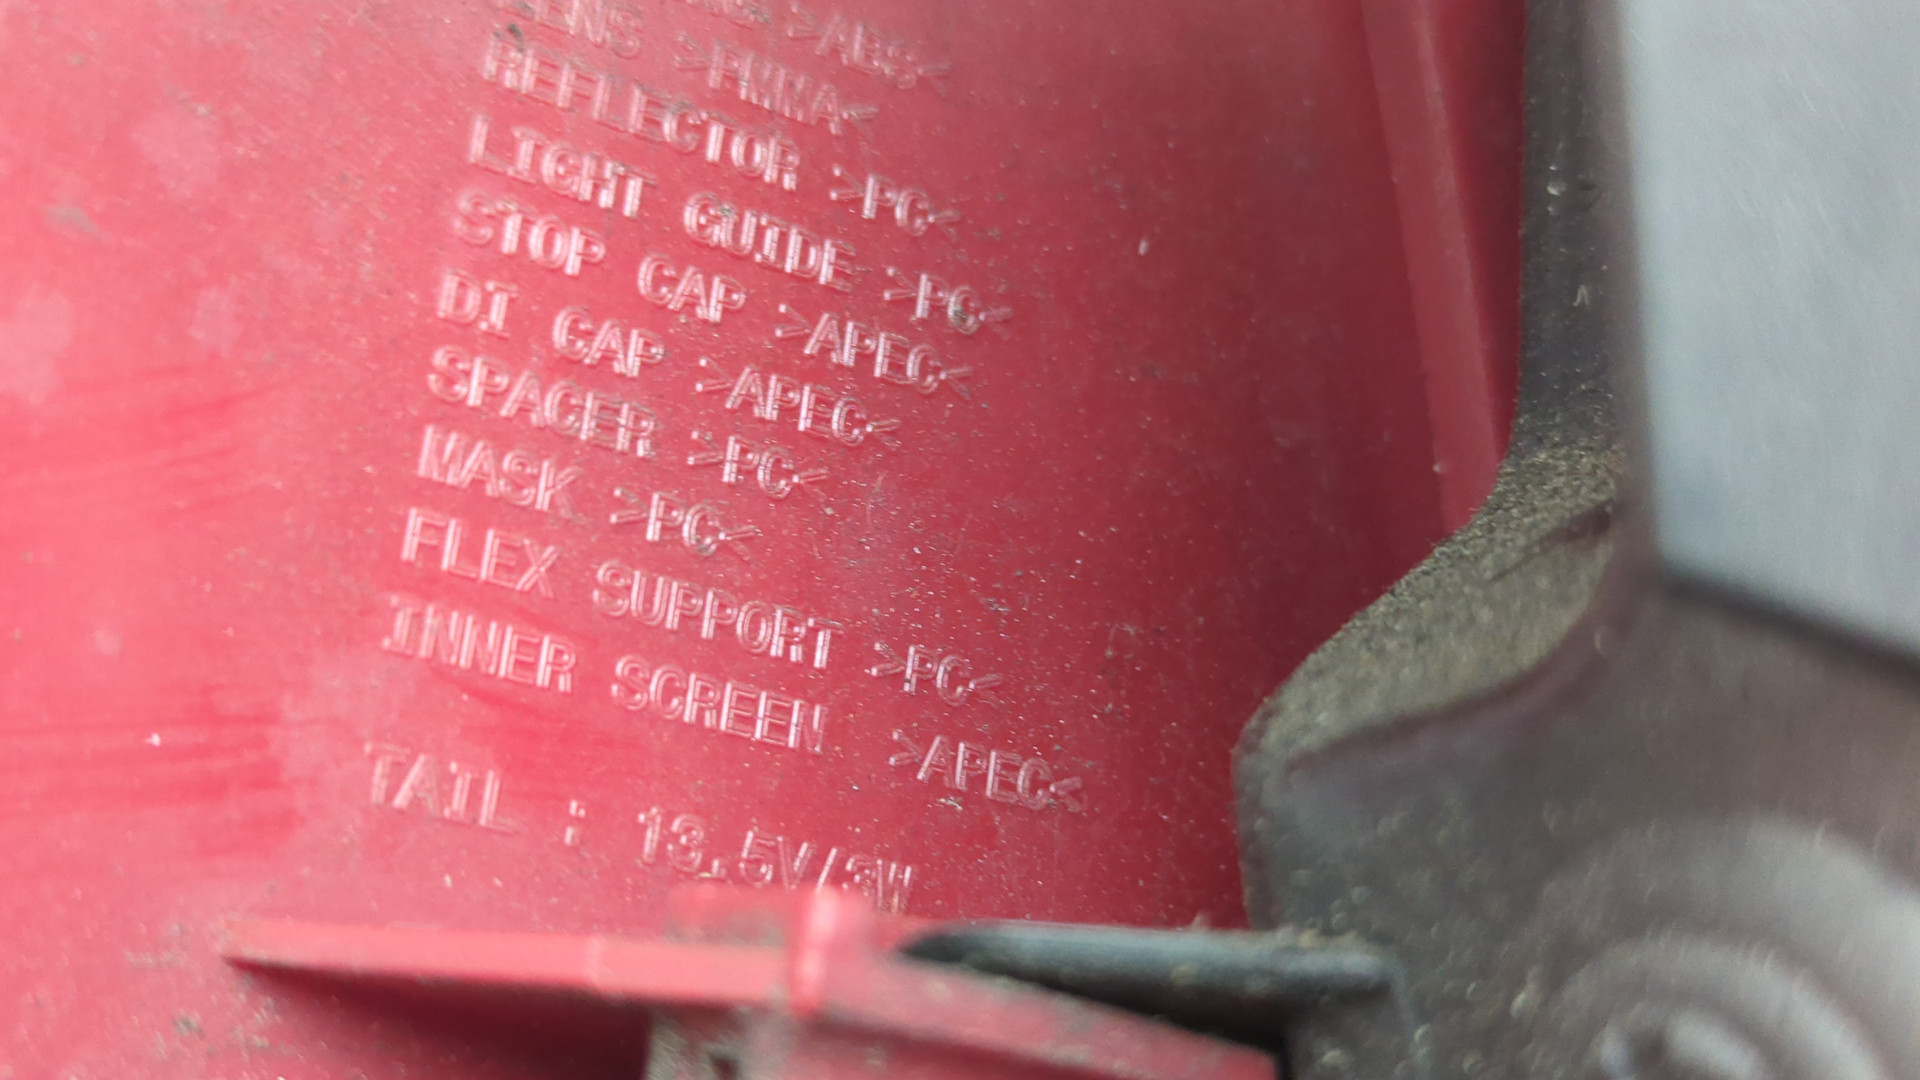 >ABS<
LENS >PMMA<
REFLECTOR >PC<
LIGHT GUIDE >PC<
STOP CAP >APEC<
DI CAP >APEC<
SPACER >PC<
MASK >PC<
FLEX SUPPORT >PC<
INNER SCREEN >APEC<
TAIL : 13.5V/3W